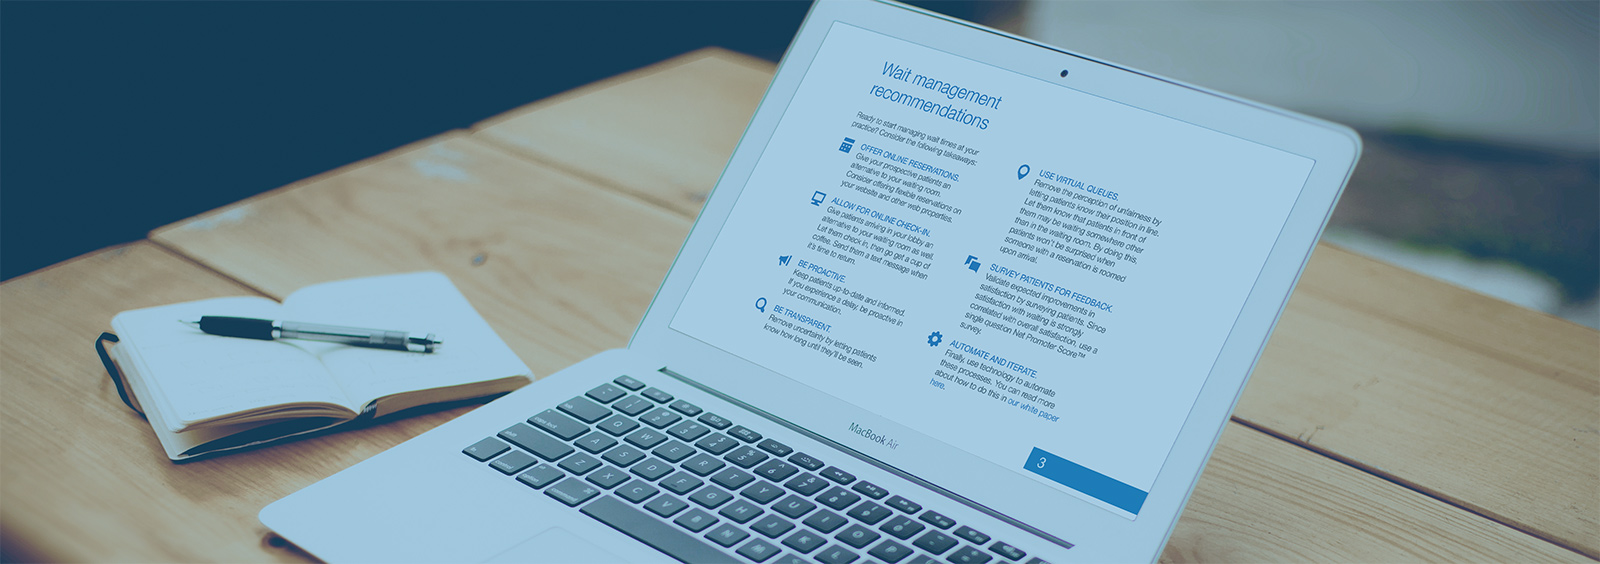 Wait management
recommendations
Ready to start managing wait times at your
practice? Consider the following takeaways:
OFFER ONLINE RESERVATIONS.
Give your prospective patients an
alternative to your waiting room.
Consider offering flexible reservations on
your website and other web properties.
ALLOW FOR ONLINE CHECK-IN.
Give patients arriving in your lobby an
alternative to your waiting room as well.
Let them check in, then go get a cup of
coffee. Send them a text message when
it's time to return.
BE PROACTIVE.
Keep patients up-to-date and informed.
If you experience a delay, be proactive in
your communication.
BE TRANSPARENT.
Remove uncertainty by letting patients
know how long until they'll be seen.
USE VIRTUAL QUEUES.
Remove the perception of unfairness by
letting patients know their position in line.
Let them know that patients in front of
them may be waiting somewhere other
than in the waiting room. By doing this,
patients won't be surprised when
someone with a reservation is roomed
upon arrival.
SURVEY PATIENTS FOR FEEDBACK.
Validate expected improvements in
satisfaction by surveying patients. Since
satisfaction with waiting is strongly
correlated with overall satisfaction, use a
single question Net Promoter Score™
survey.
AUTOMATE AND ITERATE.
Finally, use technology to automate
these processes. You can read more
about how to do this in our white paper
here.
3
MacBook Air